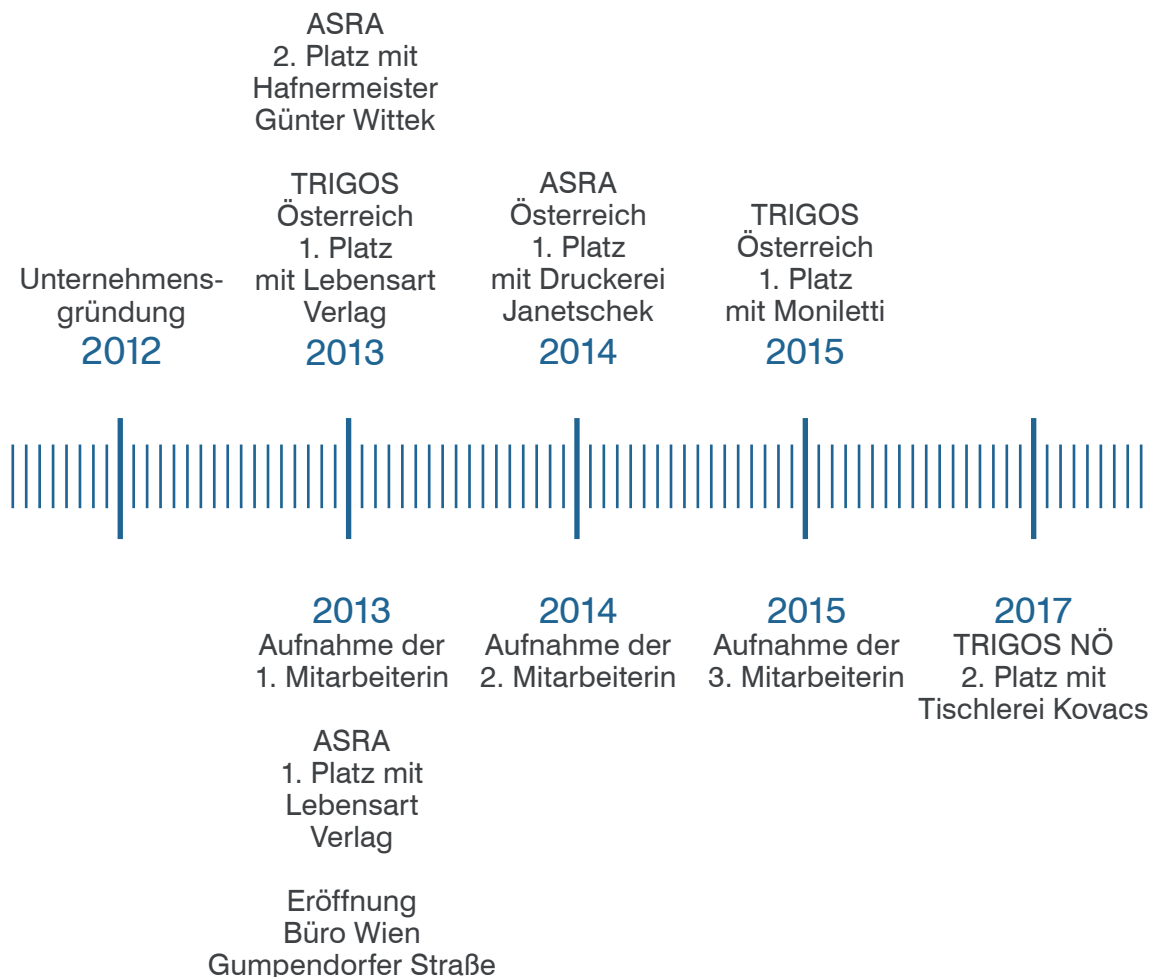 ASRA
2. Platz mit
Hafnermeister
Günter Wittek
TRIGOS
Österreich
1. Platz
mit Lebensart
Verlag
2013
Unternehmens-
gründung
2012
ASRA
Österreich
1. Platz
mit Druckerei
Janetschek
2014
TRIGOS
Österreich
1. Platz
mit Moniletti
2015
2013
Aufnahme der
1. Mitarbeiterin
ASRA
1. Platz mit
Lebensart
Verlag
Eröffnung
Büro Wien
Gumpendorfer Straße
2014
Aufnahme der
2. Mitarbeiterin
2015
Aufnahme der
3. Mitarbeiterin
2017
TRIGOS NÖ
2. Platz mit
Tischlerei Kovacs